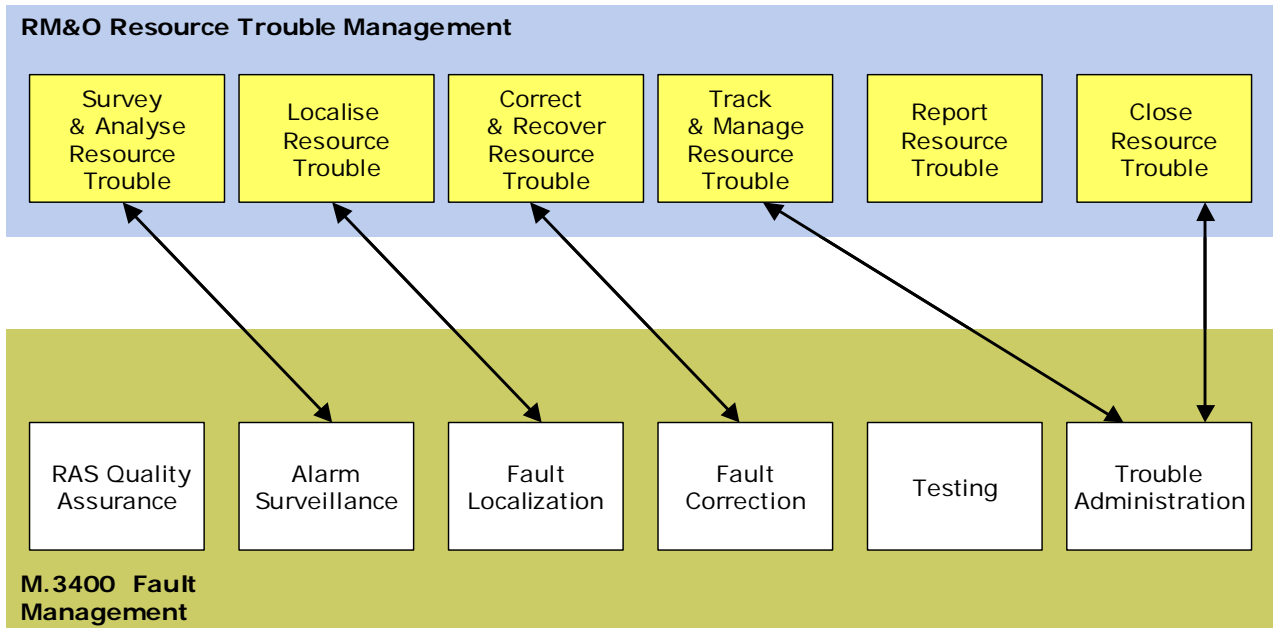 RM&O Resource Trouble Management
Survey
& Analyse
Resource
Trouble
Localise
Resource
Trouble
Correct
& Recover
Resource
Trouble
Track
& Manage
Resource
Trouble
Report
Resource
Trouble
Close
Resource
Trouble
RAS Quality
Assurance
Alarm
Surveillance
Fault
Localization
Fault
Correction
Testing
Trouble
Administration
M.3400 Fault
Management